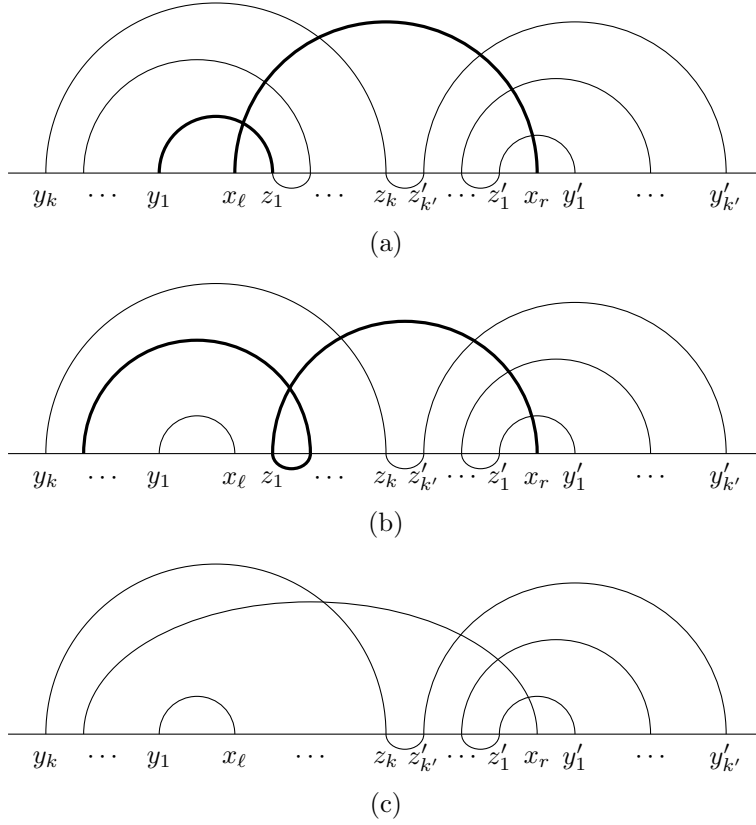 y_k ⋯ y_1 x_ℓ z_1 ⋯ z_k z'_{k'} ⋯ z'_1 x_r y'_1 ⋯ y'_{k'}
(a)
y_k ⋯ y_1 x_ℓ z_1 ⋯ z_k z'_{k'} ⋯ z'_1 x_r y'_1 ⋯ y'_{k'}
(b)
y_k ⋯ y_1 x_ℓ ⋯ z_k z'_{k'} ⋯ z'_1 x_r y'_1 ⋯ y'_{k'}
(c)